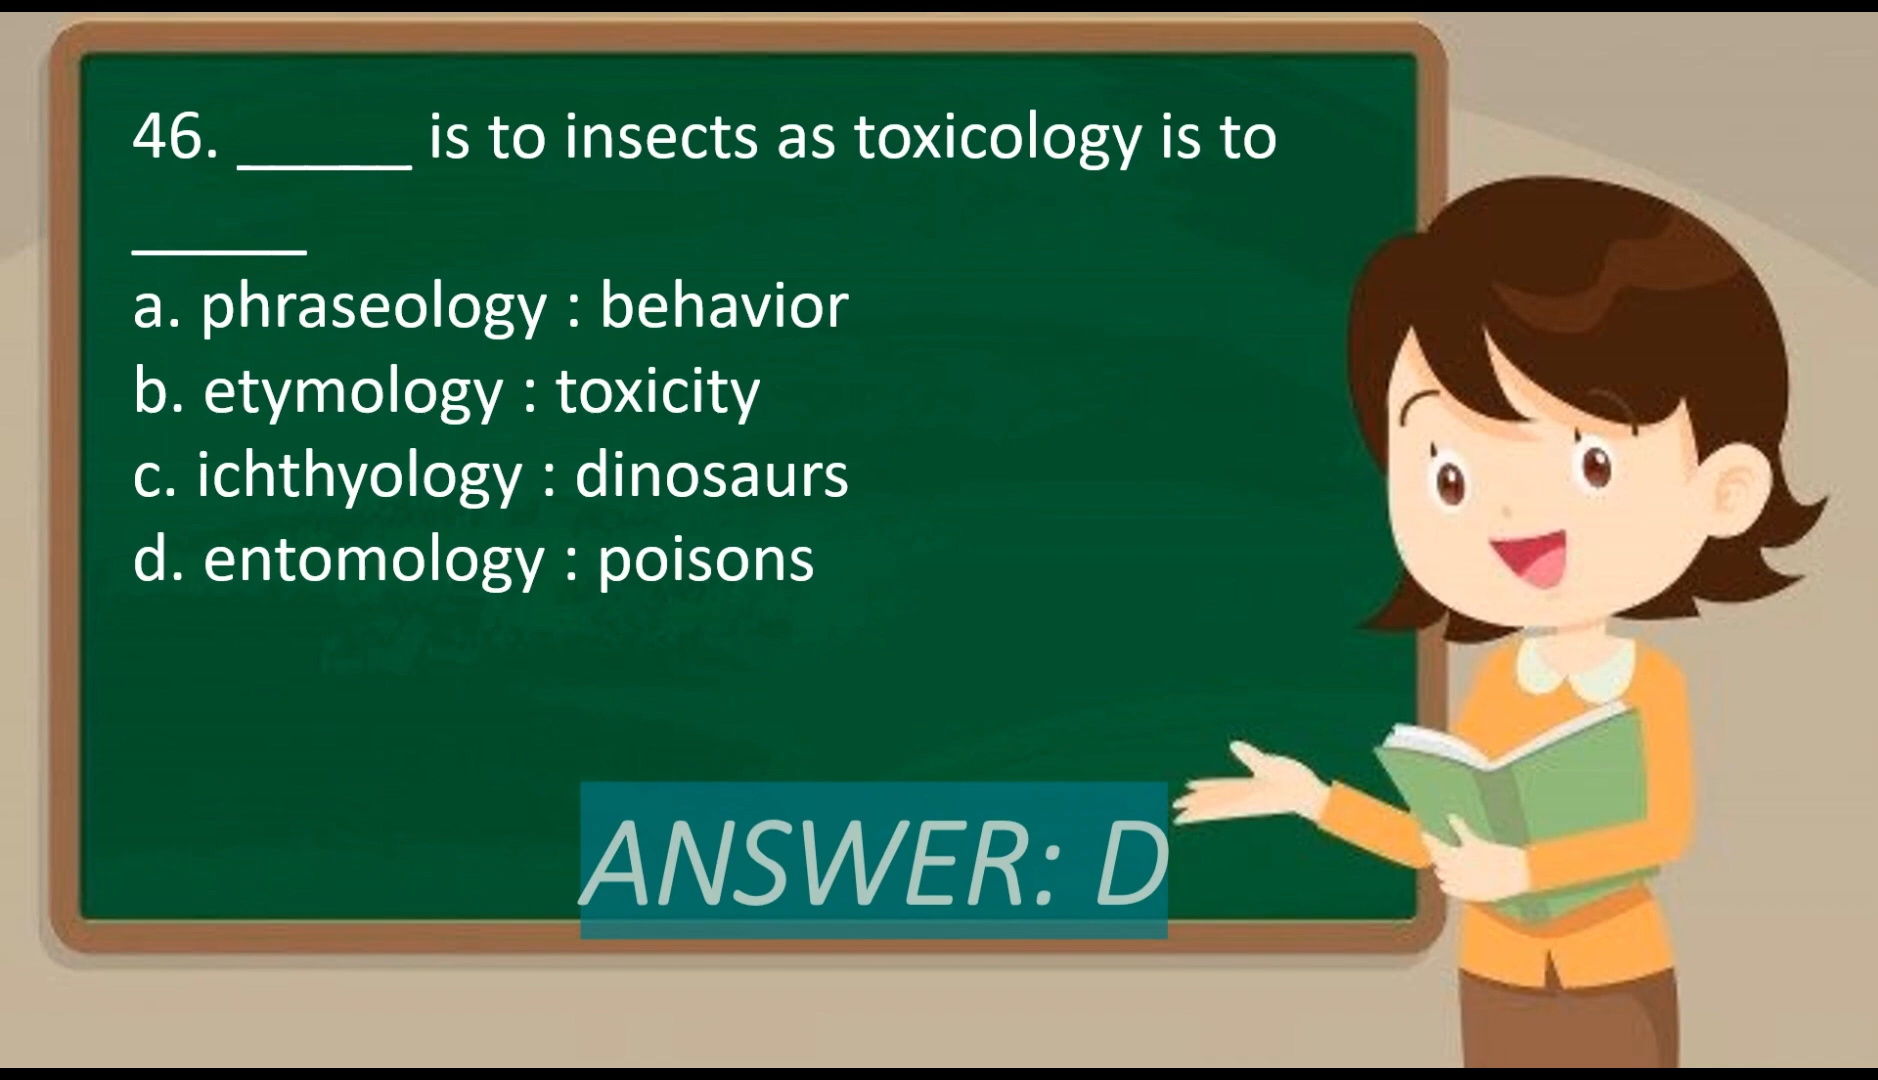 46. _____ is to insects as toxicology is to
_____
a. phraseology : behavior
b. etymology : toxicity
c. ichthyology : dinosaurs
d. entomology : poisons
ANSWER: D